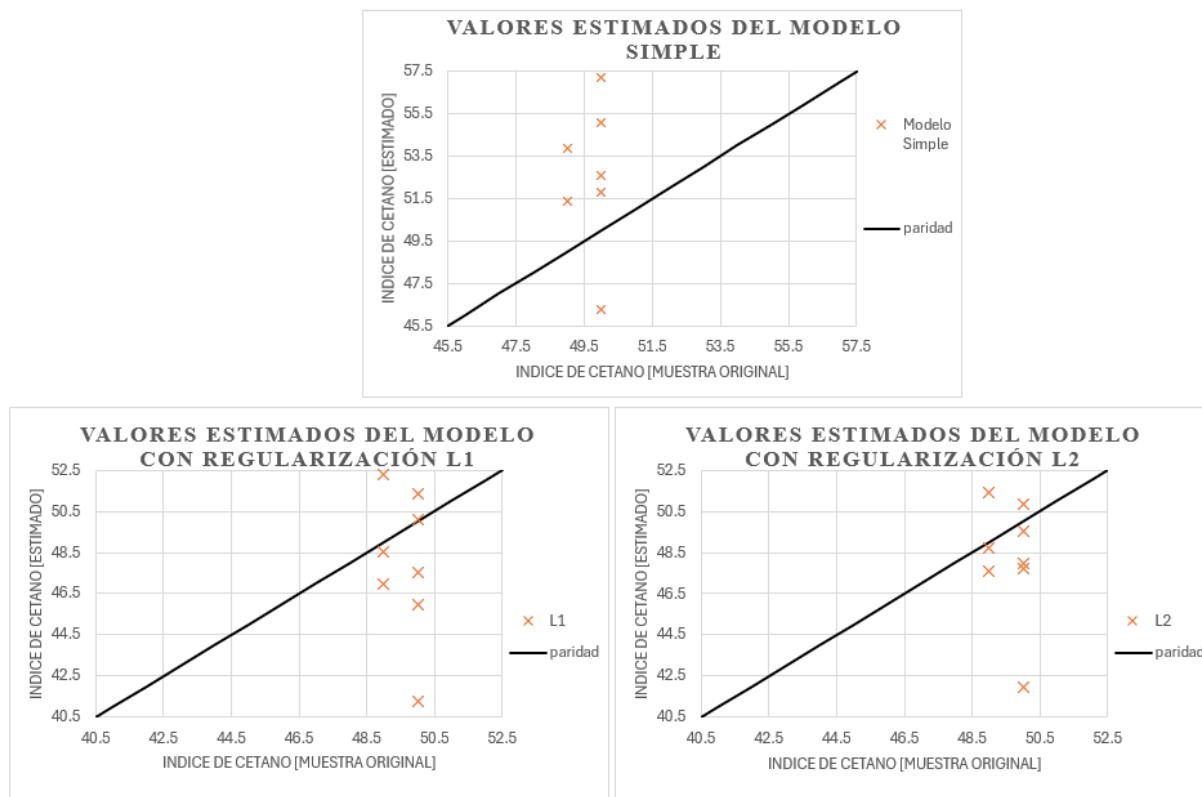 VALORES ESTIMADOS DEL MODELO
SIMPLE
INDICE DE CETANO [ESTIMADO]
57.5
55.5
53.5
51.5
49.5
47.5
45.5
45.5 47.5 49.5 51.5 53.5 55.5 57.5
INDICE DE CETANO [MUESTRA ORIGINAL]
Modelo
Simple
paridad
VALORES ESTIMADOS DEL MODELO
CON REGULARIZACIÓN L1
INDICE DE CETANO [ESTIMADO]
52.5
50.5
48.5
46.5
44.5
42.5
40.5
40.5 42.5 44.5 46.5 48.5 50.5 52.5
INDICE DE CETANO [MUESTRA ORIGINAL]
L1
paridad
VALORES ESTIMADOS DEL MODELO
CON REGULARIZACIÓN L2
INDICE DE CETANO [ESTIMADO]
52.5
50.5
48.5
46.5
44.5
42.5
40.5
40.5 42.5 44.5 46.5 48.5 50.5 52.5
INDICE DE CETANO [MUESTRA ORIGINAL]
L2
paridad